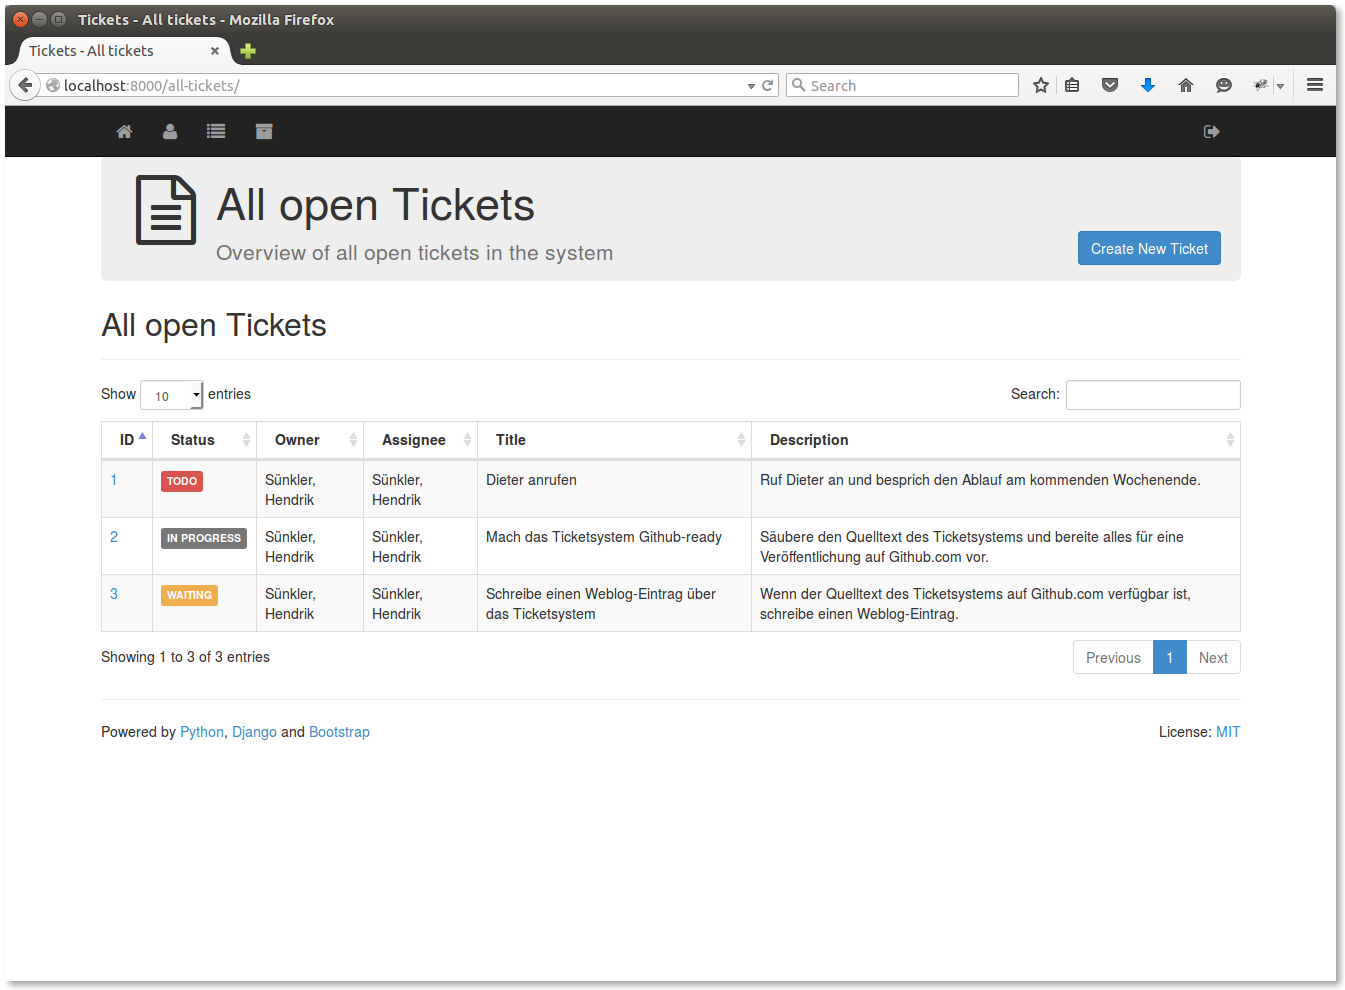 Tickets - All tickets - Mozilla Firefox
Tickets - All tickets
localhost:8000/all-tickets/
Search
All open Tickets
Overview of all open tickets in the system
Create New Ticket
All open Tickets
Show 10 entries
Search:
ID Status Owner Assignee Title Description
1 TODO Sünkler, Sünkler, Dieter anrufen Ruf Dieter an und besprich den Ablauf am kommenden Wochenende.
Hendrik Hendrik
2 IN PROGRESS Sünkler, Sünkler, Mach das Ticketsystem Github-ready Säubere den Quelltext des Ticketsystems und bereite alles für eine
Hendrik Hendrik Veröffentlichung auf Github.com vor.
3 WAITING Sünkler, Sünkler, Schreibe einen Weblog-Eintrag über Wenn der Quelltext des Ticketsystems auf Github.com verfügbar ist,
Hendrik Hendrik das Ticketsystem schreibe einen Weblog-Eintrag.
Showing 1 to 3 of 3 entries
Previous 1 Next
Powered by Python, Django and Bootstrap
License: MIT